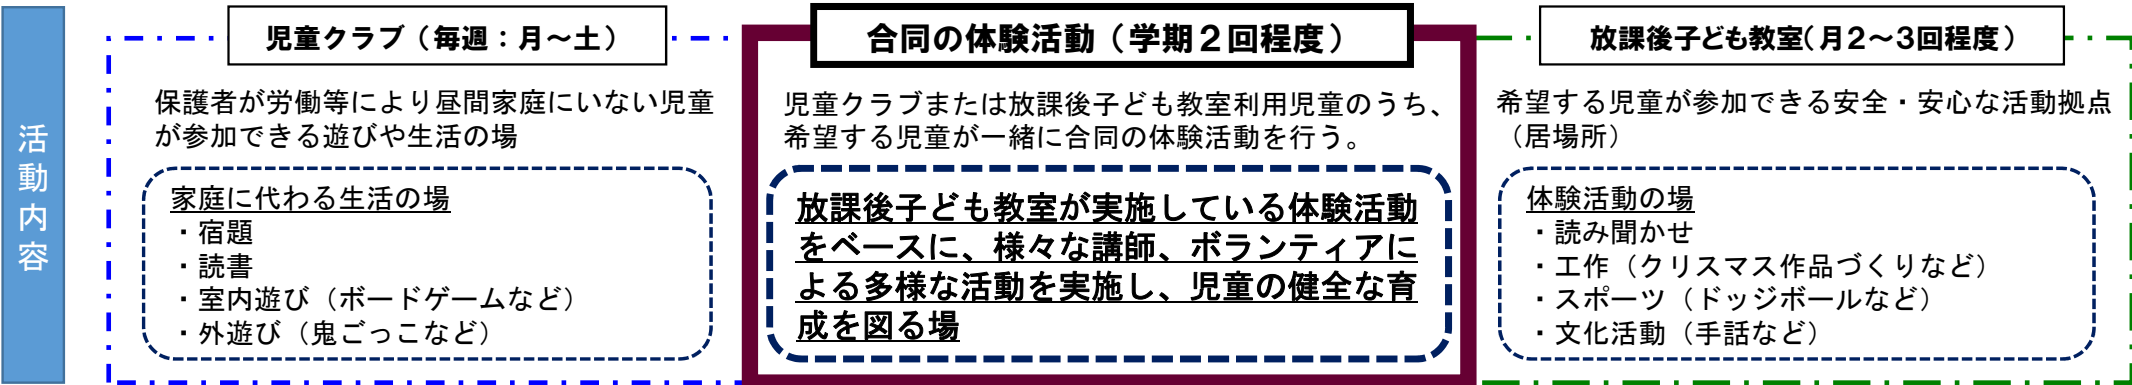 活動内容
児童クラブ（毎週：月～土）
保護者が労働等により昼間家庭にいない児童
が参加できる遊びや生活の場
家庭に代わる生活の場
・宿題
・読書
・室内遊び（ボードゲームなど）
・外遊び（鬼ごっこなど）
合同の体験活動（学期２回程度）
児童クラブまたは放課後子ども教室利用児童のうち、
希望する児童が一緒に合同の体験活動を行う。
放課後子ども教室が実施している体験活動
をベースに、様々な講師、ボランティアに
よる多様な活動を実施し、児童の健全な育
成を図る場
放課後子ども教室（月２～３回程度）
希望する児童が参加できる安全・安心な活動拠点
（居場所）
体験活動の場
・読み聞かせ
・工作（クリスマス作品づくりなど）
・スポーツ（ドッジボールなど）
・文化活動（手話など）